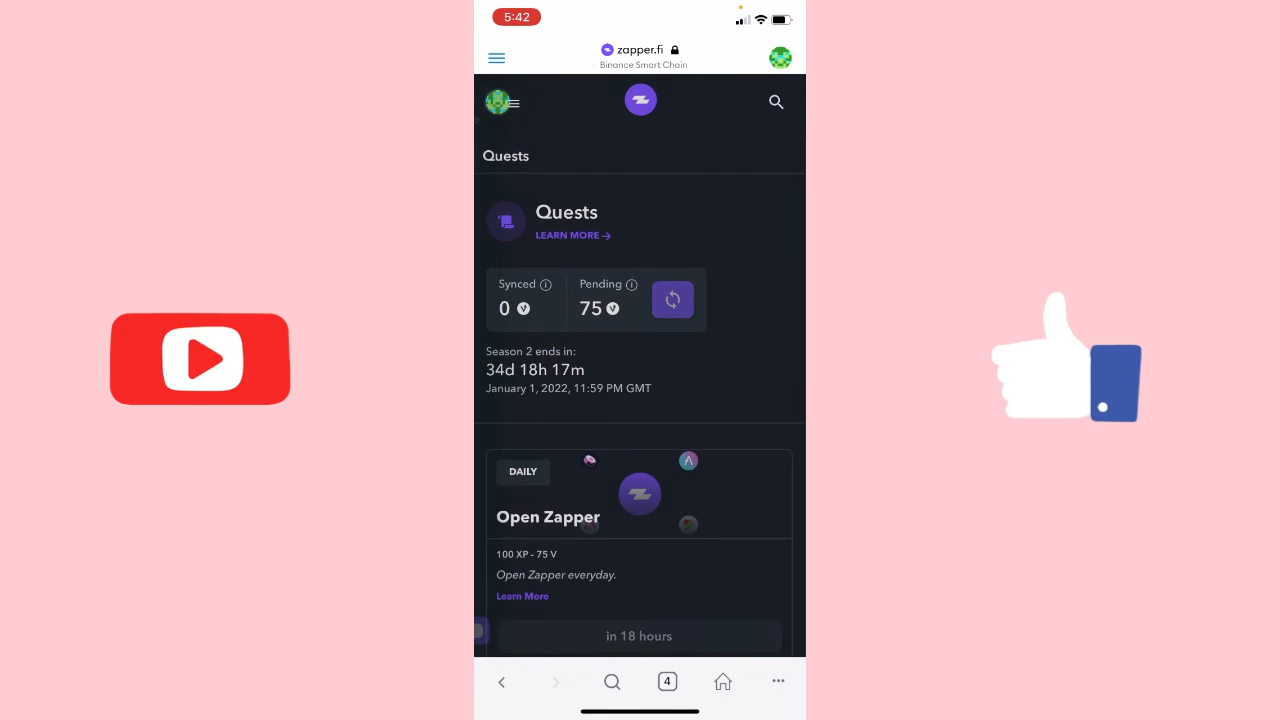 5:42
zapper.fi
Binance Smart Chain
Quests
Quests
LEARN MORE →
Synced Pending
0 75
Season 2 ends in:
34d 18h 17m
January 1, 2022, 11:59 PM GMT
DAILY
Open Zapper
100 XP - 75 V
Open Zapper everyday.
Learn More
in 18 hours
4